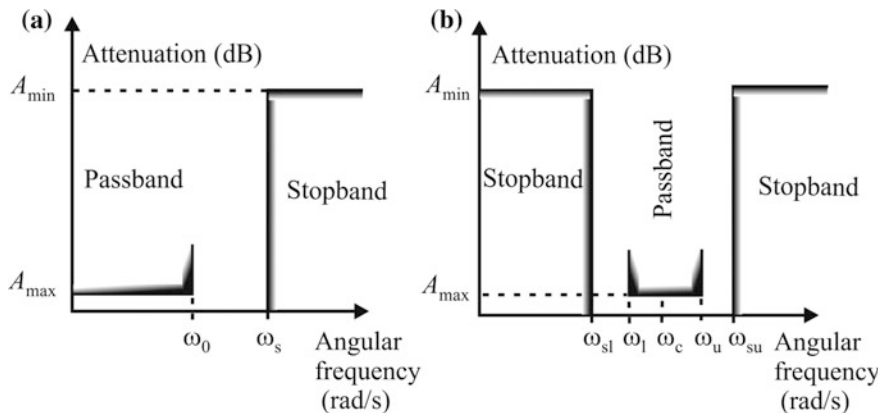 (a)
Attenuation (dB)
A_min
Passband
Stopband
A_max
ω_0
ω_s
Angular
frequency
(rad/s)
(b)
Attenuation (dB)
A_min
Stopband
Passband
Stopband
A_max
ω_sl
ω_l
ω_c
ω_u
ω_su
Angular
frequency
(rad/s)